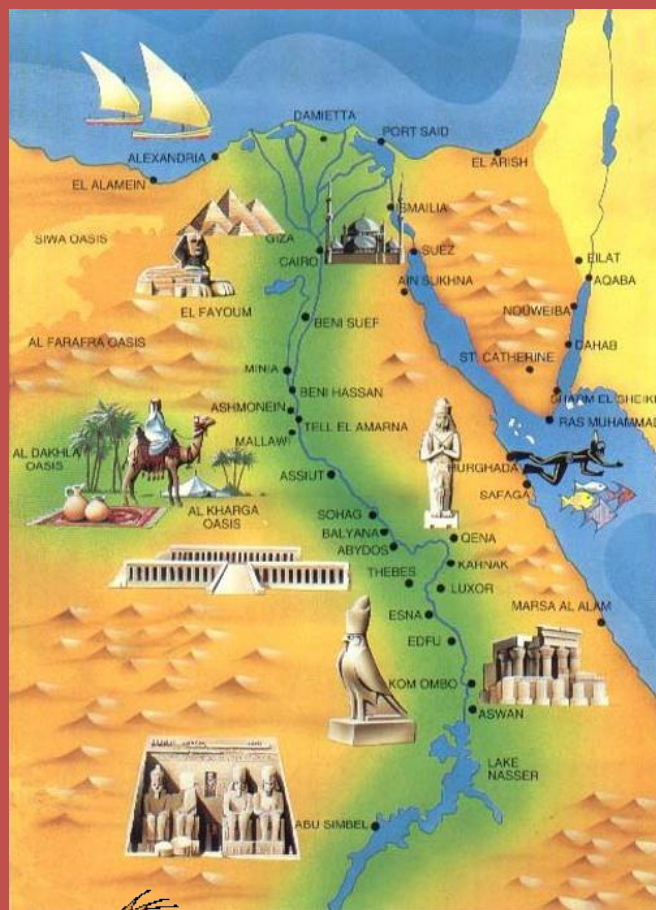 DAMIETTA
PORT SAID
ALEXANDRIA
EL ARISH
EL ALAMEIN
ISMAILIA
SIWA OASIS
GIZA
CAIRO
SUEZ
EILAT
AIN SUKHNA
AQABA
EL FAYOUM
NOUWEIBA
BENI SUEF
AL FARAFRA OASIS
DAHAB
ST. CATHERINE
MINIA
BENI HASSAN
SHARM EL SHEIKH
ASHMONEIN
RAS MUHAMMAD
TELL EL AMARNA
MALLAWI
AL DAKHLA
OASIS
HURGHADA
ASSIUT
SAFAGA
AL KHARGA
OASIS
SOHAG
BALYANA
QENA
ABYDOS
KARNAK
THEBES
LUXOR
MARSA AL ALAM
ESNA
EDFU
KOM OMBO
ASWAN
LAKE
NASSER
ABU SIMBEL